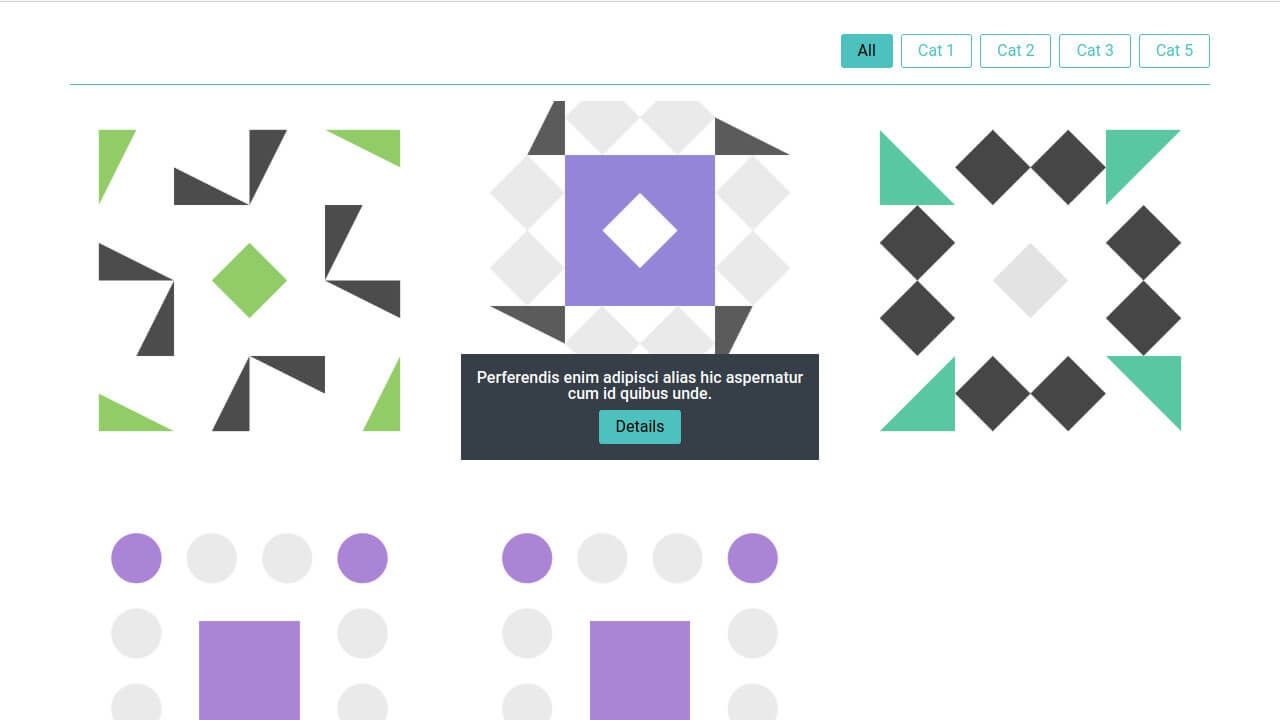 All
Cat 1
Cat 2
Cat 3
Cat 5
Perferendis enim adipisci alias hic aspernatur
cum id quibus unde.
Details